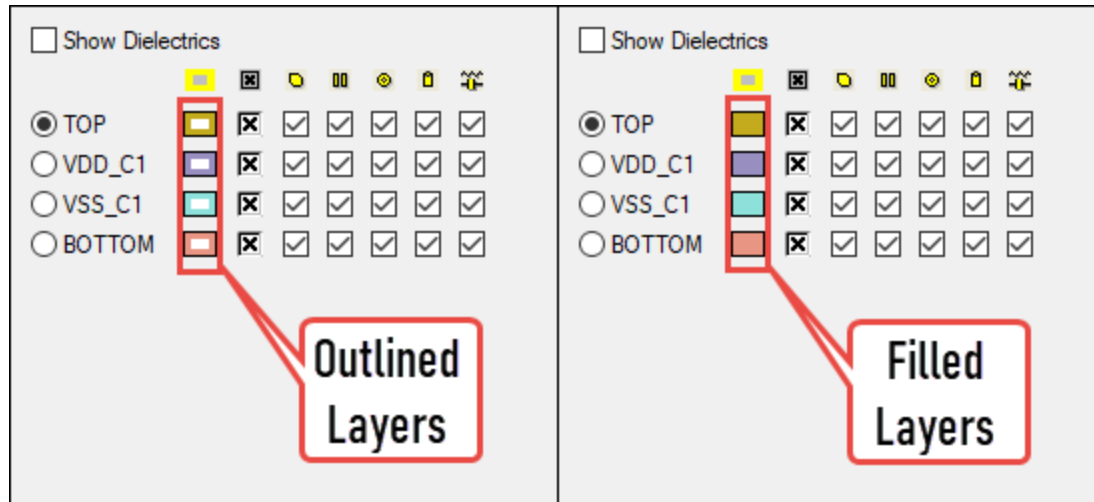 Show Dielectrics
TOP
VDD_C1
VSS_C1
BOTTOM
Outlined
Layers
Show Dielectrics
TOP
VDD_C1
VSS_C1
BOTTOM
Filled
Layers